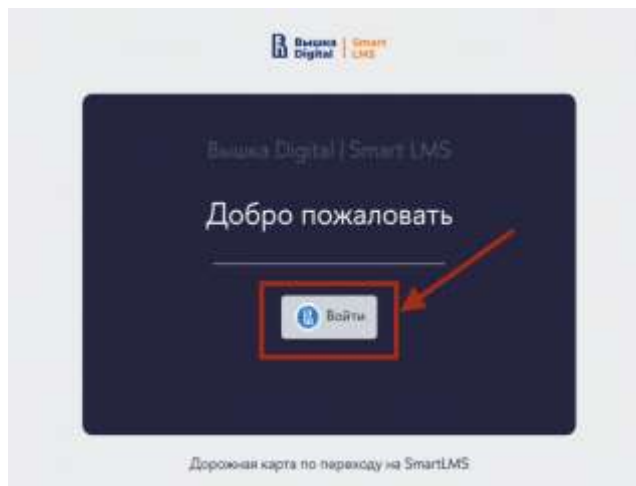 Вышка | Smart
Digital | LMS
Вышка Digital | Smart LMS
Добро пожаловать
Войти
Дорожная карта по переходу на SmartLMS